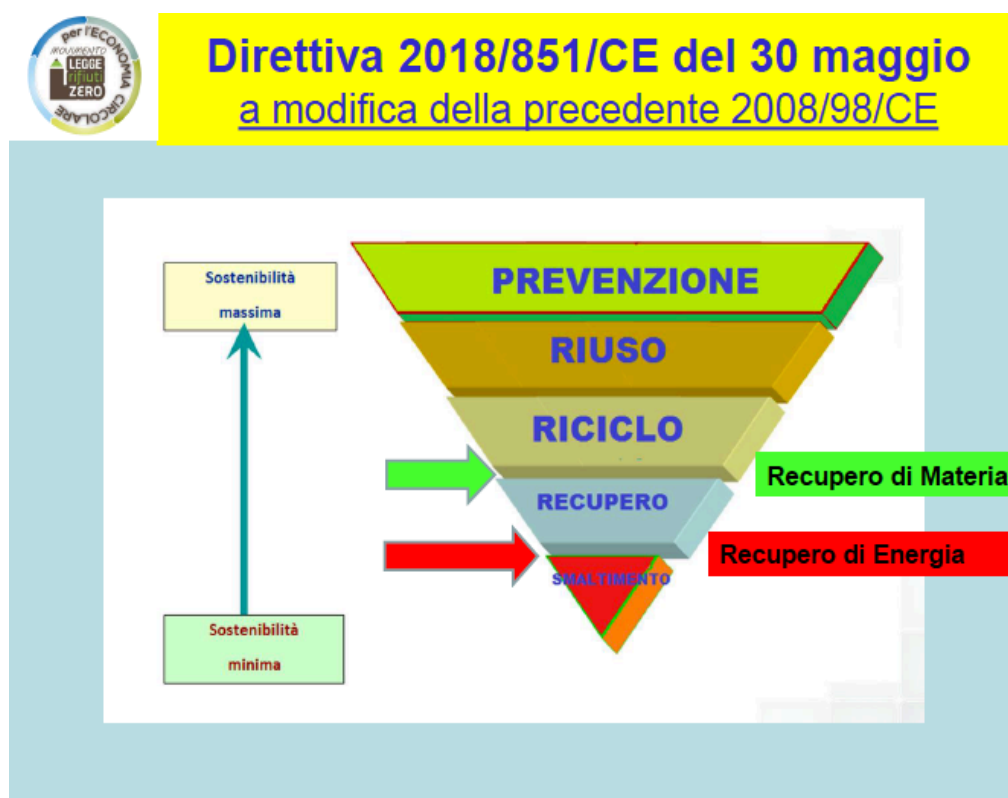 per l'ECONOMIA CIRCOLARE
MOVIMENTO
LEGGE
rifiuti
ZERO
Direttiva 2018/851/CE del 30 maggio
a modifica della precedente 2008/98/CE
Sostenibilità
massima
PREVENZIONE
RIUSO
RICICLO
Recupero di Materia
RECUPERO
Recupero di Energia
SMALTIMENTO
Sostenibilità
minima